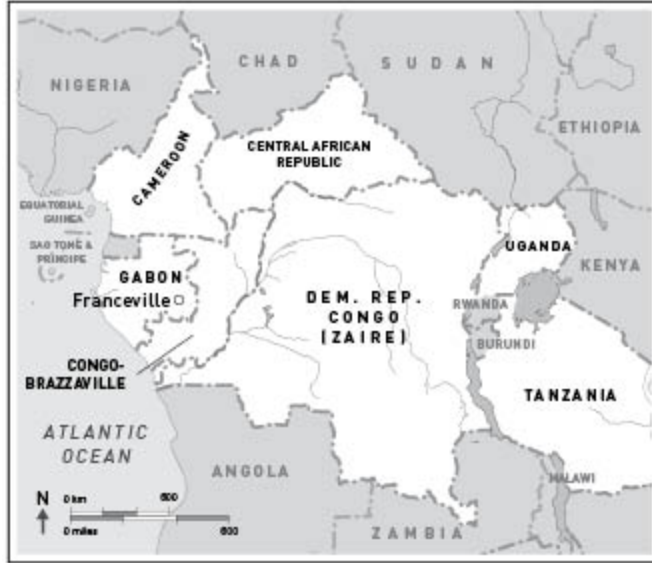 NIGERIA
CHAD
SUDAN
ETHIOPIA
CAMEROON
CENTRAL AFRICAN
REPUBLIC
EQUATORIAL
GUINEA
SAO TOMÉ &
PRÍNCIPE
GABON
Franceville
UGANDA
KENYA
DEM. REP.
CONGO
(ZAIRE)
RWANDA
BURUNDI
CONGO-
BRAZZAVILLE
TANZANIA
ATLANTIC
OCEAN
ANGOLA
MALAWI
ZAMBIA
N
0 km 600
0 miles 600